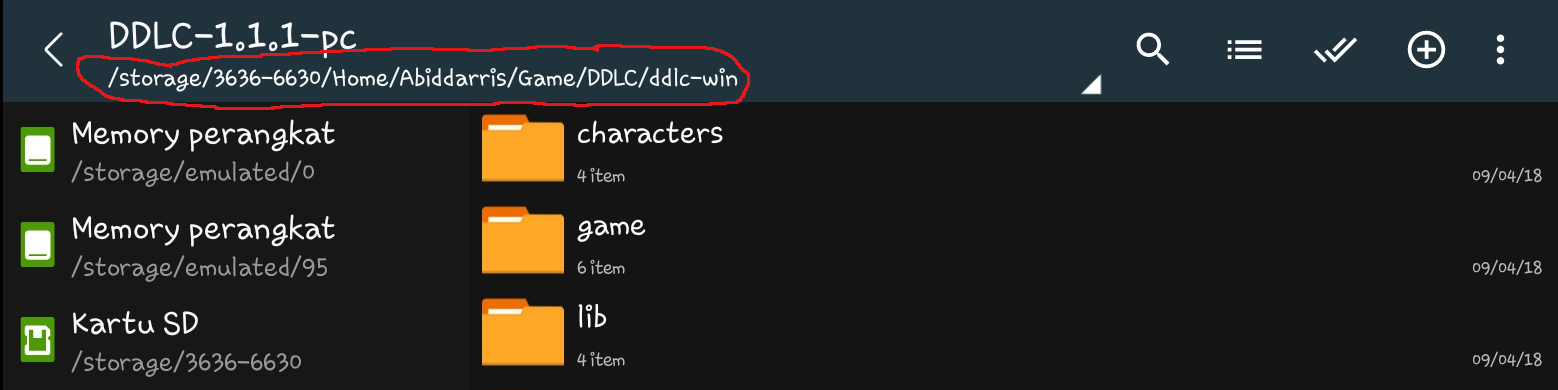 DDLC-1.1.1-pc
/storage/3636-6630/Home/Abiddarris/Game/DDLC/ddlc-win
Memory perangkat
/storage/emulated/0
Memory perangkat
/storage/emulated/95
Kartu SD
/storage/3636-6630
characters
4 item
09/04/18
game
6 item
09/04/18
lib
4 item
09/04/18